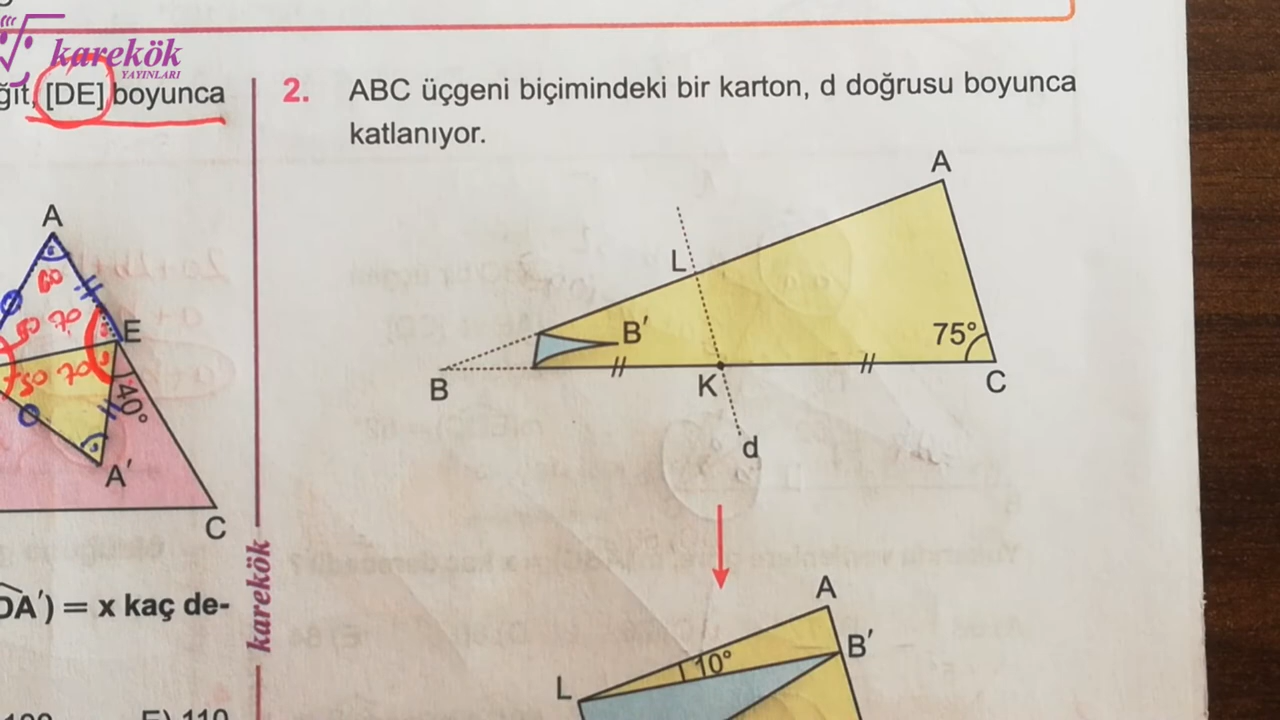 karekök
YAYINLARI
ğıt, [DE] boyunca
A
E
40°
A'
C
DA') = x kaç de-
E) 110
karekök
2. ABC üçgeni biçimindeki bir karton, d doğrusu boyunca
katlanıyor.
A
L
B'
75°
B
K
C
d
A
B'
10°
L